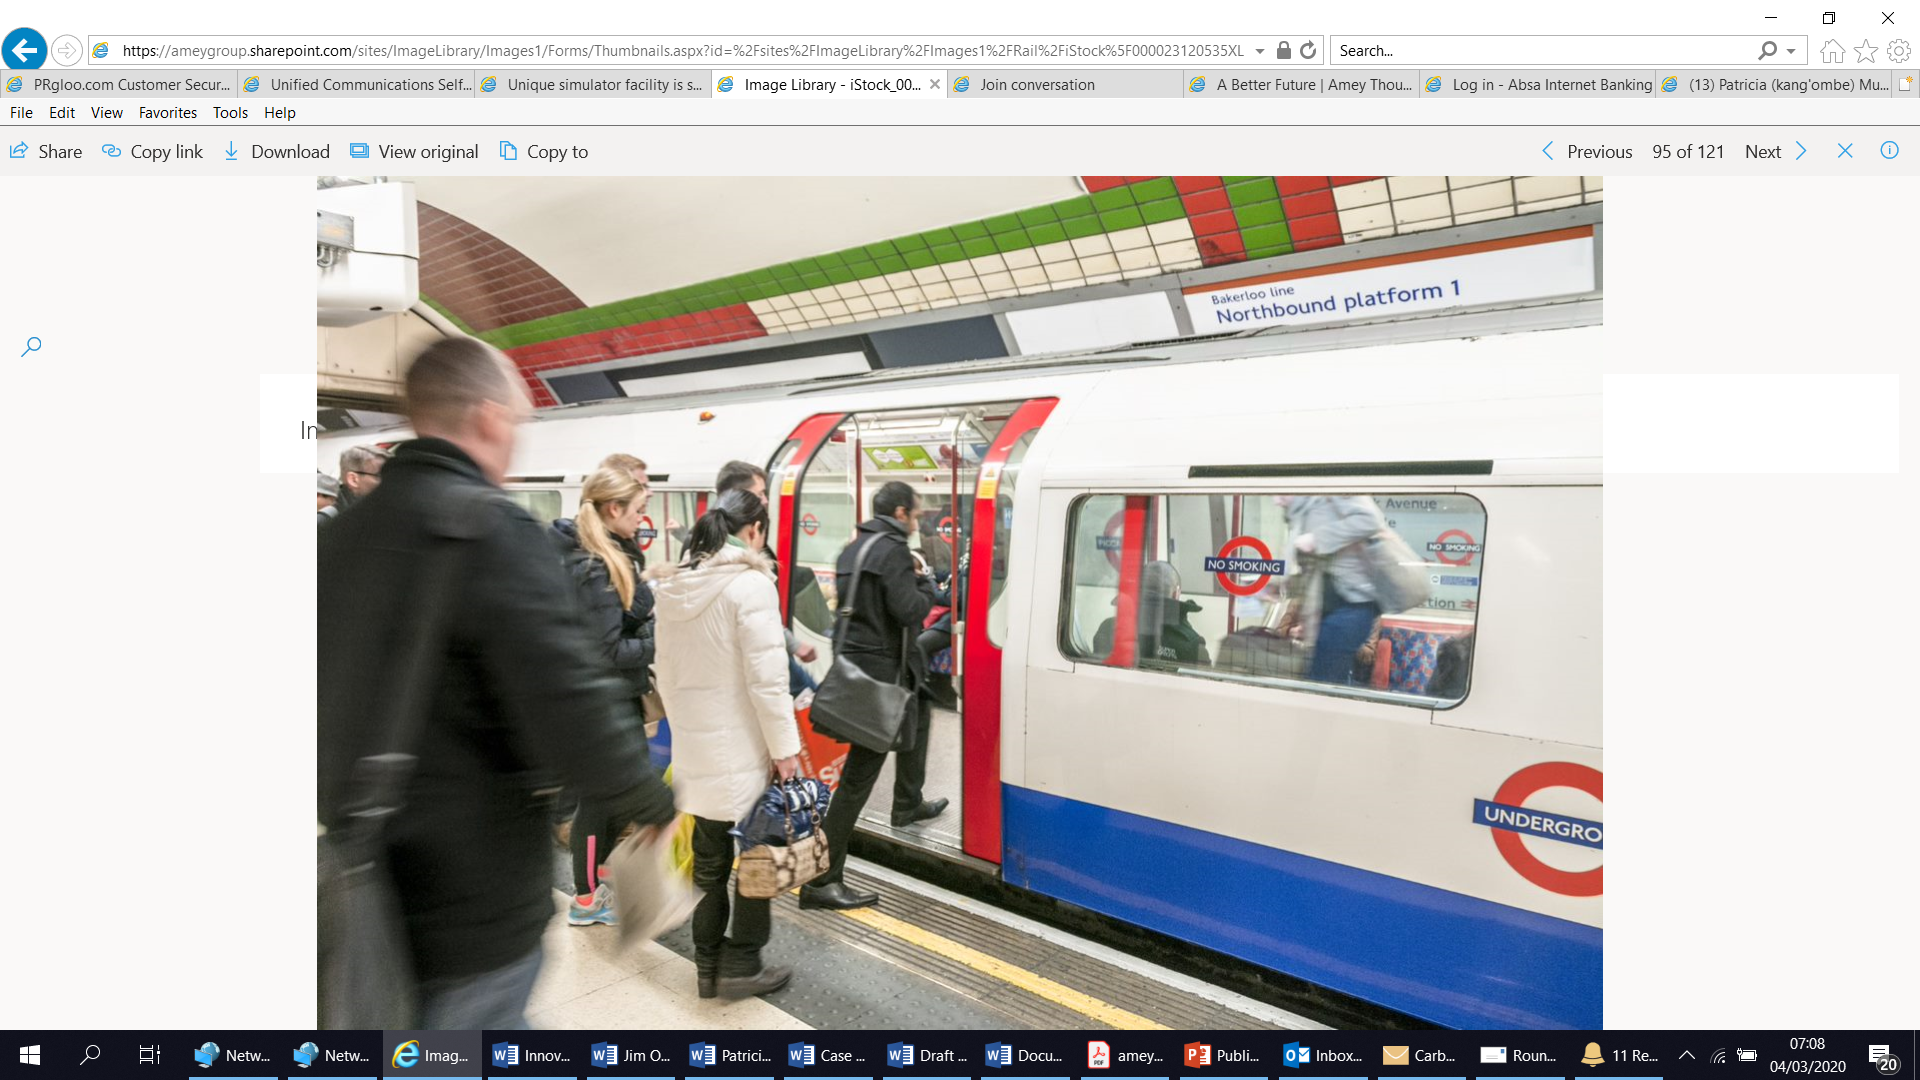 https://ameygroup.sharepoint.com/sites/ImageLibrary/Images1/Forms/Thumbnails.aspx?id=%2Fsites%2FImageLibrary%2FImages1%2FRail%2FiStock%5F000023120535XL
Search...
PRgloo.com Customer Secur...
Unified Communications Self...
Unique simulator facility is s...
Image Library - iStock_00...
Join conversation
A Better Future | Amey Thou...
Log in - Absa Internet Banking
(13) Patricia (kang'ombe) Mu...
File Edit View Favorites Tools Help
Share Copy link Download View original Copy to
Previous 95 of 121 Next
Bakerloo line
Northbound platform 1
In
k Avenue
NO SMOKING
NO SMOKING
ction
UNDERGRO
Netw...
Netw...
Imag...
Innov...
Jim O...
Patrici...
Case ...
Draft ...
Docu...
amey...
Publi...
Inbox...
Carb...
Roun...
11 Re...
07:08
04/03/2020
20